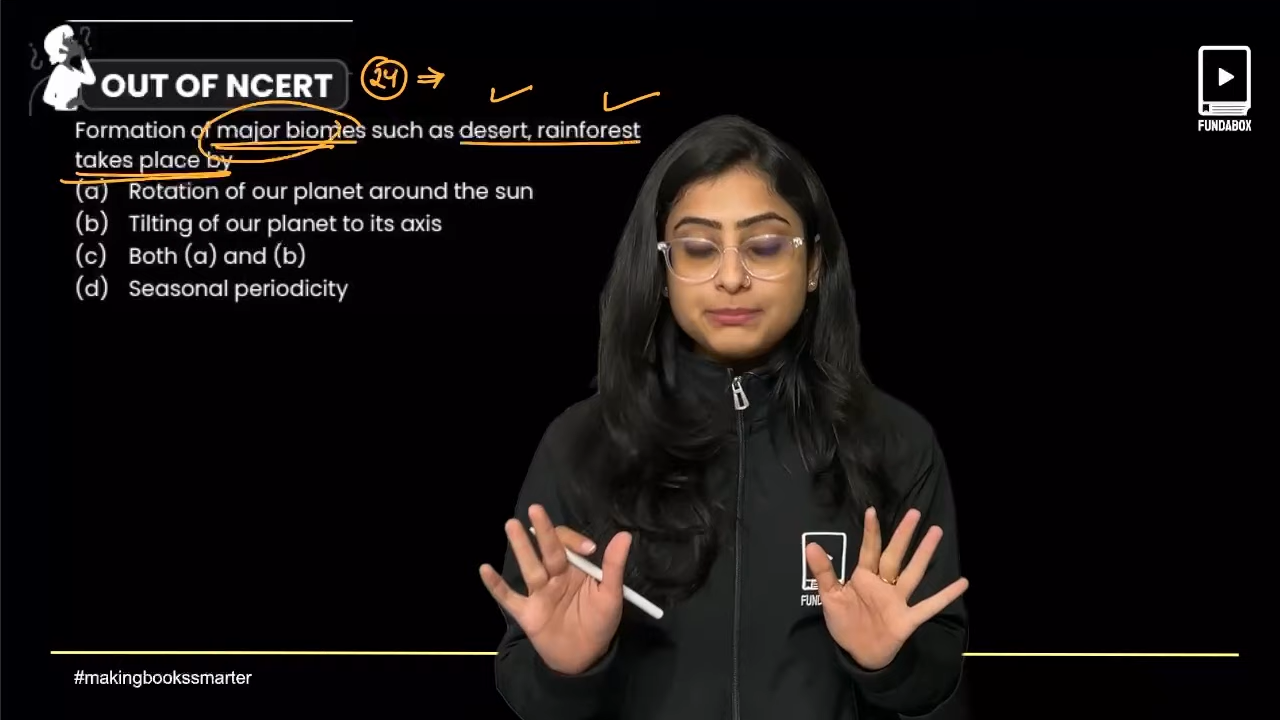 OUT OF NCERT 24 ⇒
Formation of major biomes such as desert, rainforest
takes place by
(a) Rotation of our planet around the sun
(b) Tilting of our planet to its axis
(c) Both (a) and (b)
(d) Seasonal periodicity
FUNDABOX
#makingbookssmarter